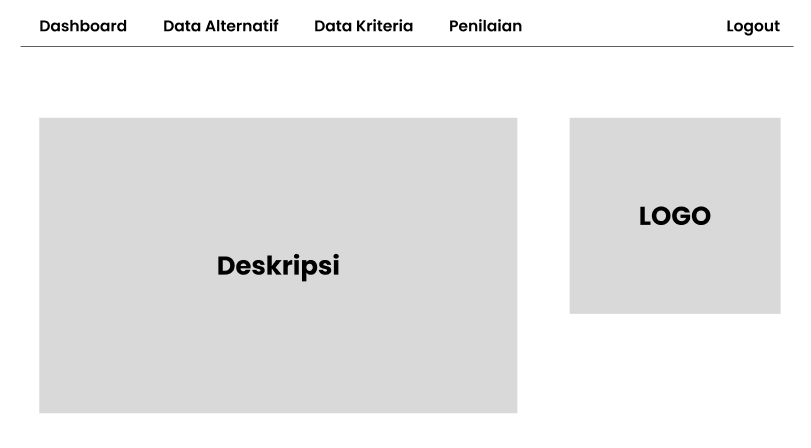 Dashboard Data Alternatif Data Kriteria Penilaian Logout
Deskripsi
LOGO